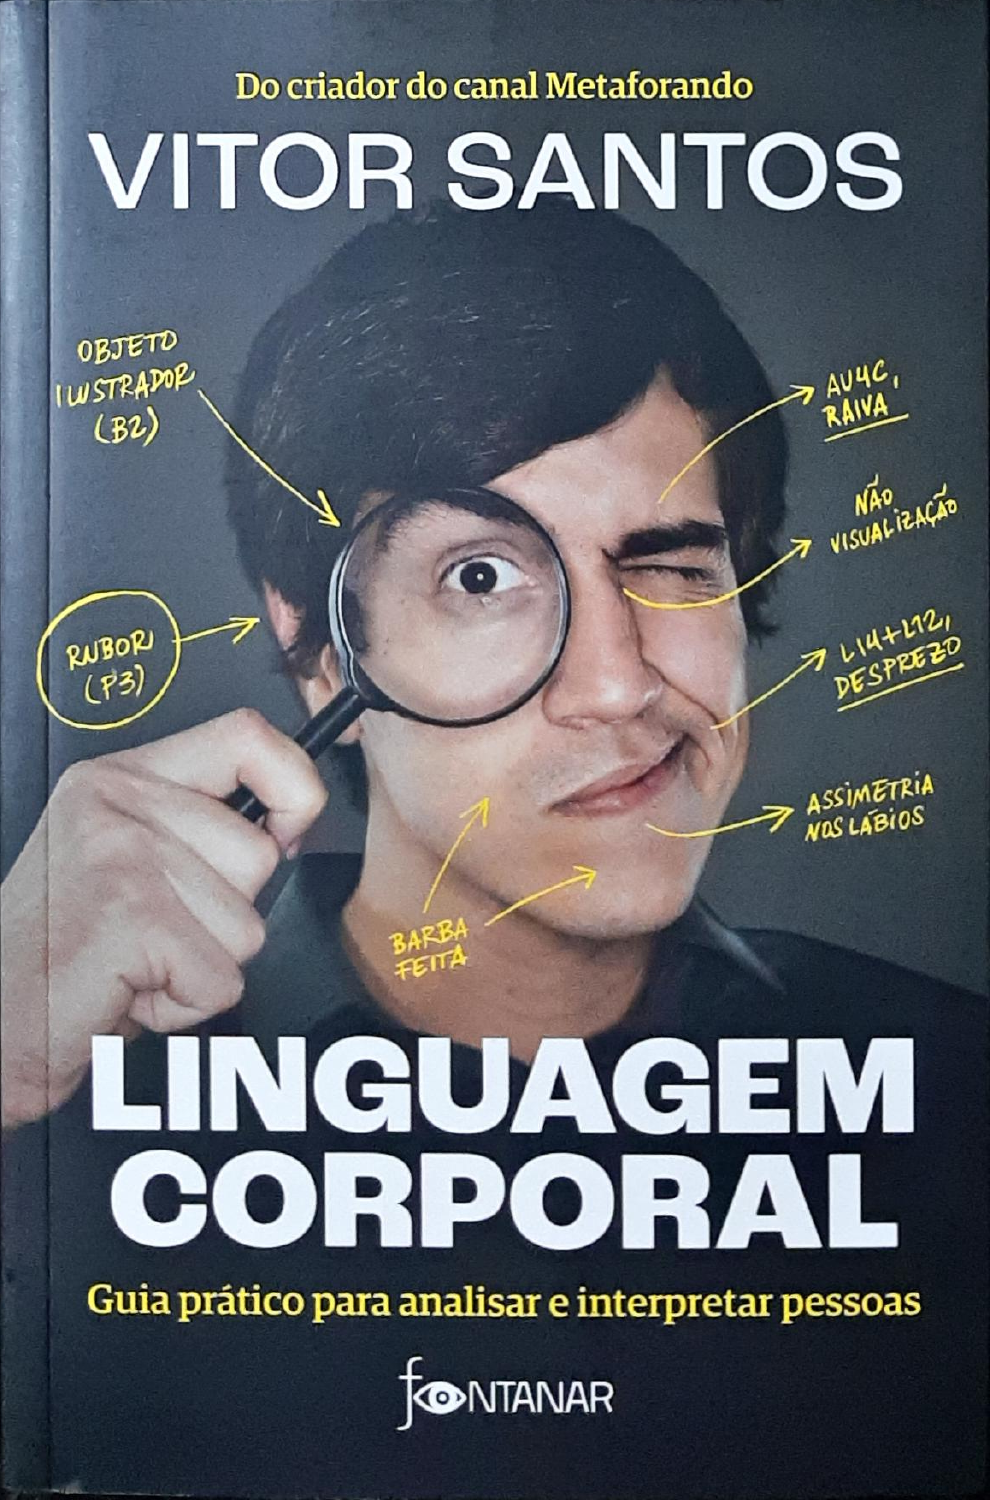 Do criador do canal Metaforando
VITOR SANTOS
OBJETO
ILUSTRADOR
(B2)
AU4C,
RAIVA
NÃO
VISUALIZAÇÃO
RUBOR
(P3)
L14+L12,
DESPREZO
ASSIMETRIA
NOS LÁBIOS
BARBA
FEITA
LINGUAGEM
CORPORAL
Guia prático para analisar e interpretar pessoas
FONTANAR